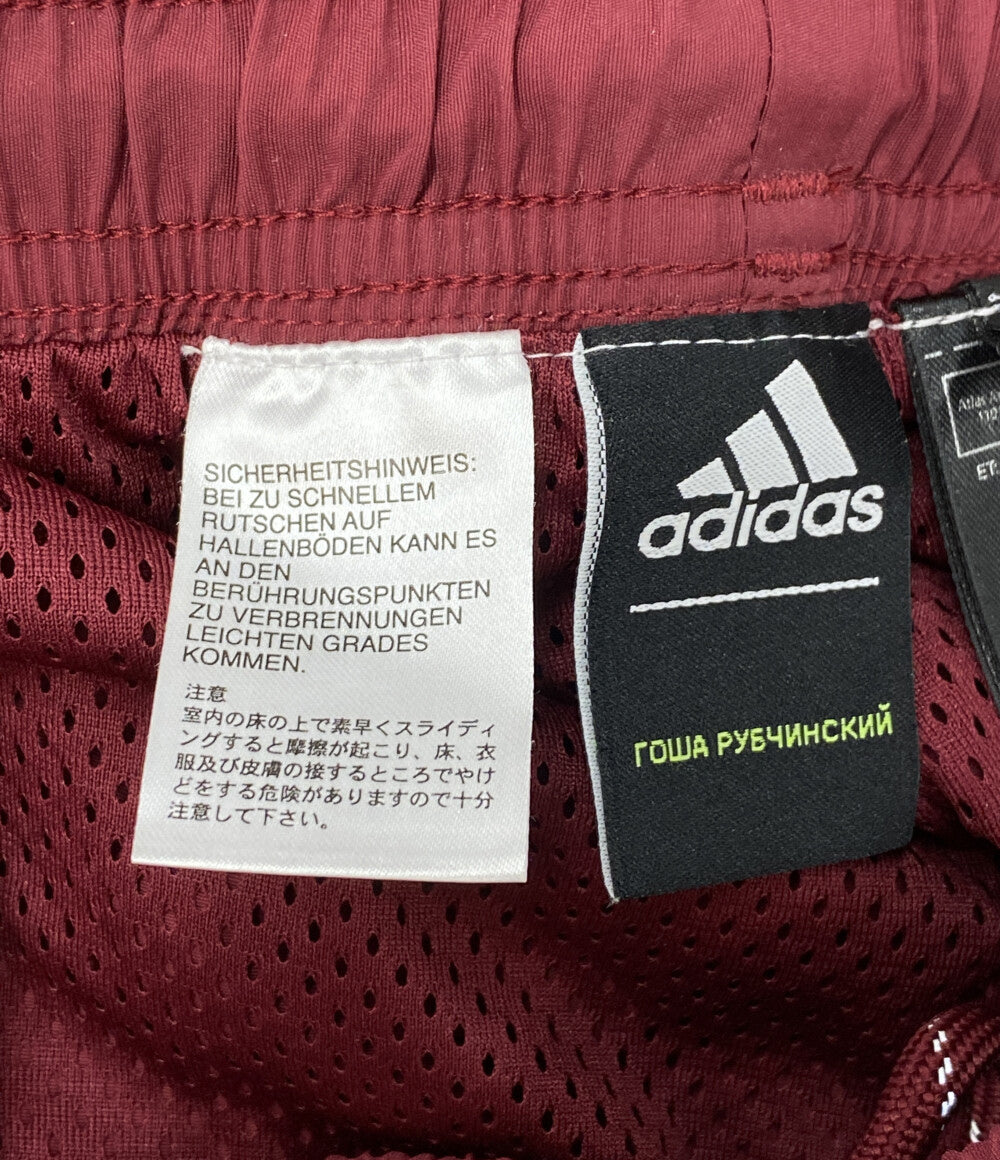 SICHERHEITSHINWEIS:
BEI ZU SCHNELLEM
RUTSCHEN AUF
HALLENBÖDEN KANN ES
AN DEN
BERÜHRUNGSPUNKTEN
ZU VERBRENNUNGEN
LEICHTEN GRADES
KOMMEN.
注意
室内の床の上で素早くスライディ
ングすると摩擦が起こり、床、衣
服及び皮膚の接するところでやけ
どをする危険がありますので十分
注意して下さい。
adidas
ГОША РУБЧИНСКИЙ